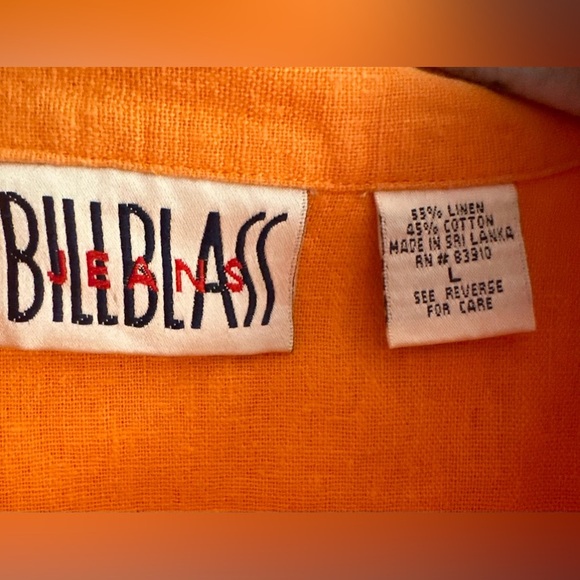 BILLBLASS
JEANS
55% LINEN
45% COTTON
MADE IN SRI LANKA
RN # 83910
L
SEE REVERSE
FOR CARE